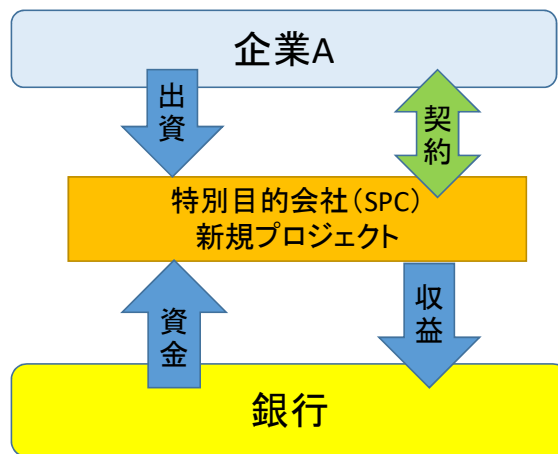 企業A
出資
契約
特別目的会社（SPC）
新規プロジェクト
資金
収益
銀行